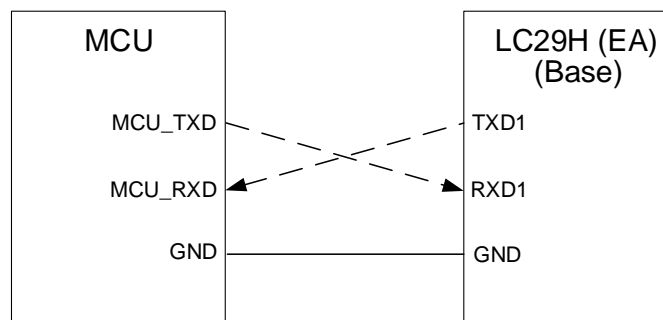 MCU
MCU_TXD
MCU_RXD
GND
LC29H (EA)
(Base)
TXD1
RXD1
GND